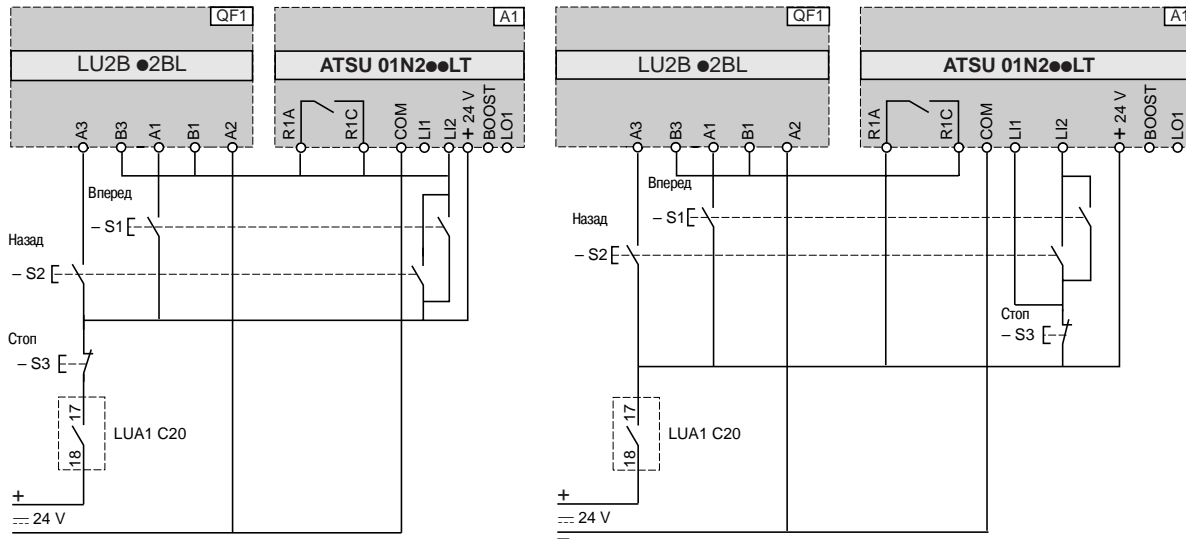 QF1
A1
LU2B ●2BL
ATSU 01N2●●LT
A3
B3
A1
B1
A2
R1A
R1C
COM
LI1
LI2
+ 24 V
BOOST
LO1
Вперед
– S1
Назад
– S2
Стоп
– S3
17
18
LUA1 C20
+
24 V
QF1
A1
LU2B ●2BL
ATSU 01N2●●LT
A3
B3
A1
B1
A2
R1A
R1C
COM
LI1
LI2
+ 24 V
BOOST
LO1
Вперед
– S1
Назад
– S2
Стоп
– S3
17
18
LUA1 C20
+
24 V
–